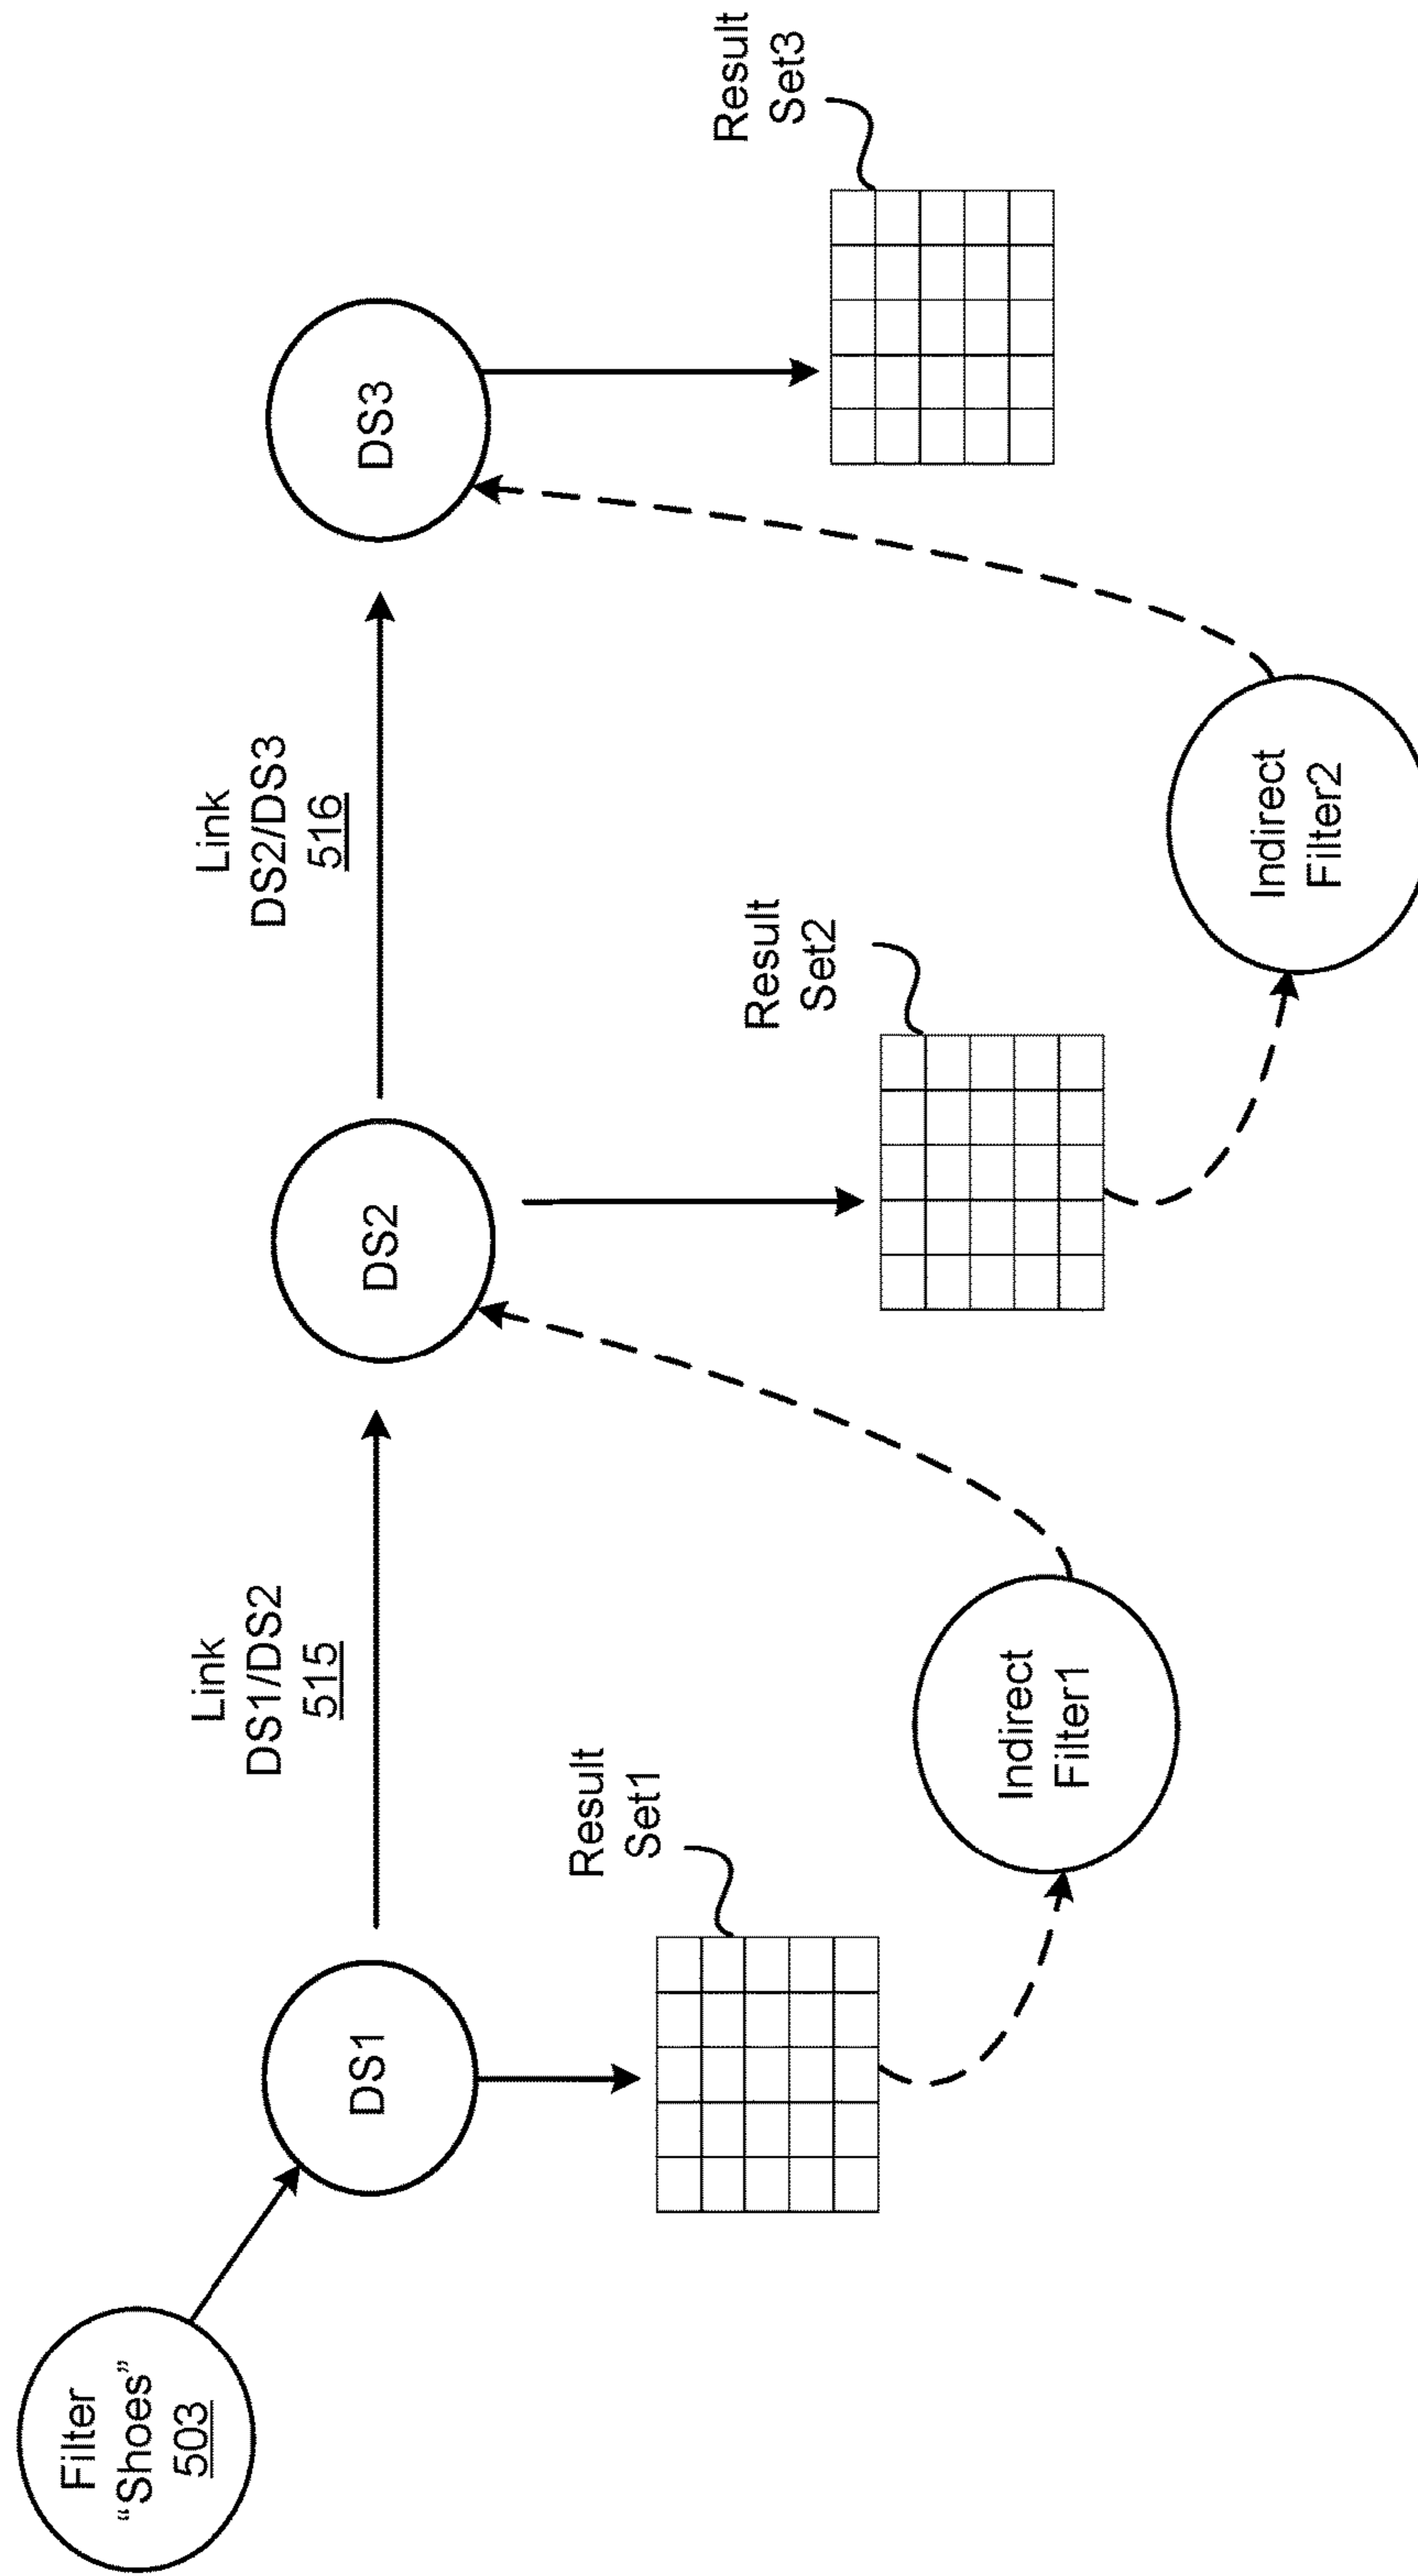 Filter
“Shoes”
503
DS1
Link
DS1/DS2
515
DS2
Link
DS2/DS3
516
DS3
Result
Set1
Indirect
Filter1
Result
Set2
Indirect
Filter2
Result
Set3